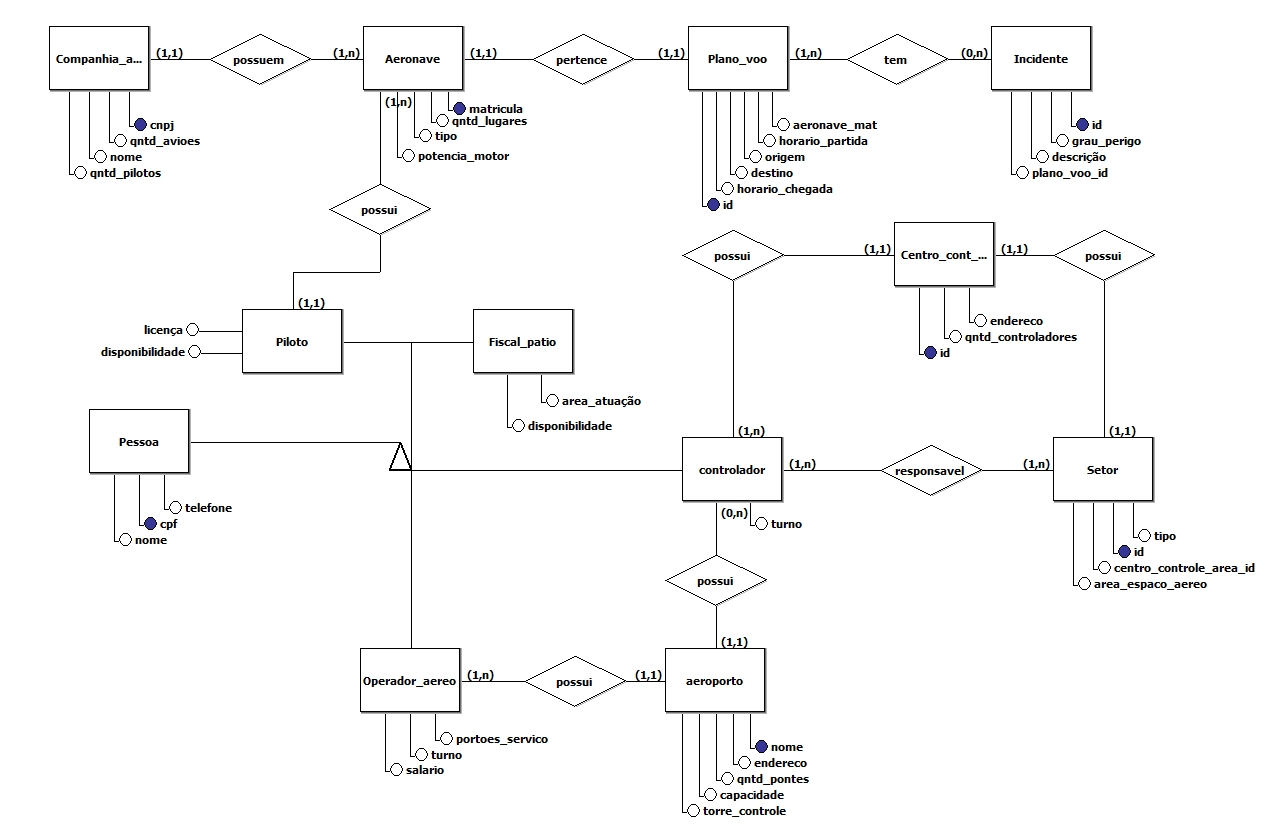 Companhia_a...
(1,1)
possuem
(1,n)
Aeronave
(1,1)
pertence
(1,1)
Plano_voo
(1,n)
tem
(0,n)
Incidente
cnpj
qntd_avioes
nome
qntd_pilotos
(1,n)
matricula
qntd_lugares
tipo
potencia_motor
aeronave_mat
horario_partida
origem
destino
horario_chegada
id
id
grau_perigo
descrição
plano_voo_id
possui
possui
(1,1)
Centro_cont_...
(1,1)
possui
endereco
qntd_controladores
id
(1,1)
licença
disponibilidade
Piloto
Fiscal_patio
area_atuação
disponibilidade
Pessoa
telefone
cpf
nome
(1,n)
controlador
(1,n)
responsavel
(1,n)
(1,1)
Setor
(0,n)
turno
tipo
id
centro_controle_area_id
area_espaco_aereo
possui
(1,1)
Operador_aereo
(1,n)
possui
(1,1)
aeroporto
portoes_servico
turno
salario
nome
endereco
qntd_pontes
capacidade
torre_controle